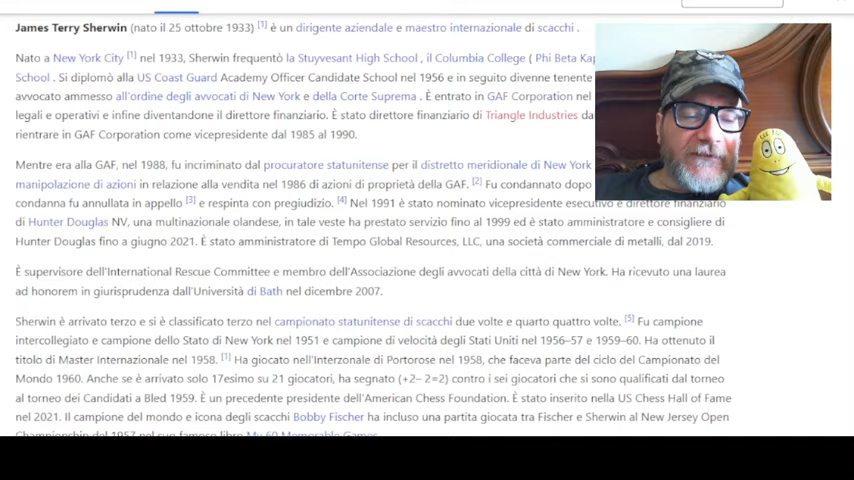 James Terry Sherwin (nato il 25 ottobre 1933) [1] è un dirigente aziendale e maestro internazionale di scacchi .
Nato a New York City [1] nel 1933, Sherwin frequentò la Stuyvesant High School , il Columbia College ( Phi Beta
School . Si diplomò alla US Coast Guard Academy Officer Candidate School nel 1956 e in seguito divenne tenente
avvocato ammesso all'ordine degli avvocati di New York e della Corte Suprema . È entrato in GAF Corporation nel
legali e operativi e infine diventandone il direttore finanziario. È stato direttore finanziario di Triangle Industries
rientrare in GAF Corporation come vicepresidente dal 1985 al 1990.
Mentre era alla GAF, nel 1988, fu incriminato dal procuratore statunitense per il distretto meridionale di New York
manipolazione di azioni in relazione alla vendita nel 1986 di azioni di proprietà della GAF. [2] Fu condannato dopo
condanna fu annullata in appello [3] e respinta con pregiudizio. [4] Nel 1991 è stato nominato vicepresidente esecutivo e direttore finanziario
di Hunter Douglas NV, una multinazionale olandese, in tale veste ha prestato servizio fino al 1999 ed è stato amministratore e consigliere di
Hunter Douglas fino a giugno 2021. È stato amministratore di Tempo Global Resources, LLC, una società commerciale di metalli, dal 2019.
È supervisore dell'International Rescue Committee e membro dell'Associazione degli avvocati della città di New York. Ha ricevuto una laurea
ad honorem in giurisprudenza dall'Università di Bath nel dicembre 2007.
Sherwin è arrivato terzo e si è classificato terzo nel campionato statunitense di scacchi due volte e quarto quattro volte. [5] Fu campione
intercollegiato e campione dello Stato di New York nel 1951 e campione di velocità degli Stati Uniti nel 1956–57 e 1959–60. Ha ottenuto il
titolo di Master Internazionale nel 1958. [1] Ha giocato nell'Interzonale di Portorose nel 1958, che faceva parte del ciclo del Campionato del
Mondo 1960. Anche se è arrivato solo 17esimo su 21 giocatori, ha segnato (+2– 2=2) contro i sei giocatori che si sono qualificati dal torneo
al torneo dei Candidati a Bled 1959. È un precedente presidente dell'American Chess Foundation. È stato inserito nella US Chess Hall of Fame
nel 2021. Il campione del mondo e icona degli scacchi Bobby Fischer ha incluso una partita giocata tra Fischer e Sherwin al New Jersey Open
Championship del 1957 nel suo famoso libro My 60 Memorable Games